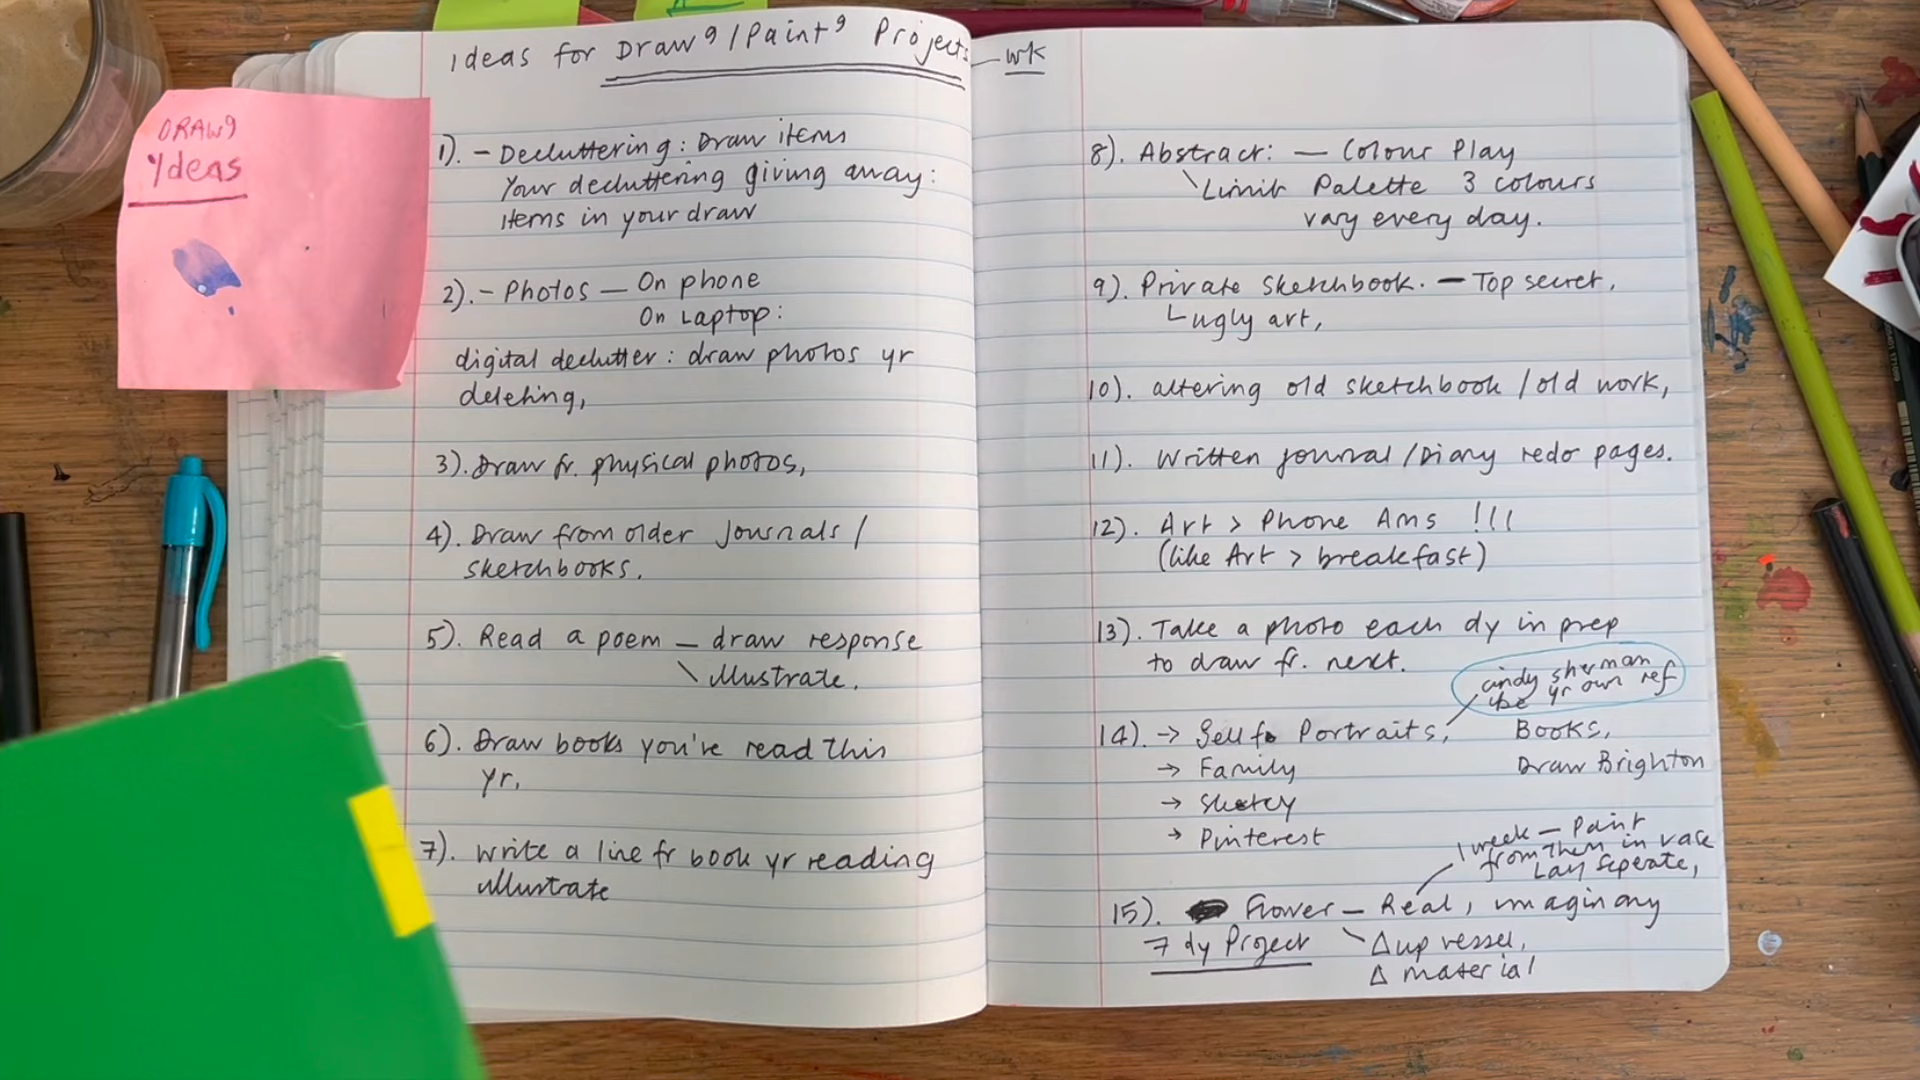 DRAWg
Ydeas
Ideas for Drawg/Paintg Projects — wk
1). - Decluttering: Draw items
Your decluttering giving away:
items in your draw
2). - Photos — On phone
On Laptop:
digital declutter: draw photos yr
deleting,
3). Draw fr. physical photos,
4). Draw from older Journals /
sketchbooks.
5). Read a poem — draw response
\ illustrate.
6). Draw books you've read this
yr.
7). Write a line fr book yr reading
illustrate
8). Abstract: — Colour Play
\ Limit Palette 3 colours
vary every day.
9). Private Sketchbook. — Top secret,
ugly art,
10). altering old sketchbook / old work,
11). Written journal / Diary redo pages.
12). Art > Phone Ams !!!
(like Art > breakfast)
13). Take a photo each dy in prep
to draw fr. next.
cindy sherman
yr own ref
14). → Self Portraits,
→ Family
→
→ Pinterest
Books,
Draw Brighton
1 week — Paint
from them in vase
Lay seperate,
15). Flower — Real, imaginary
7 dy Project \ Δ up vessel,
Δ material